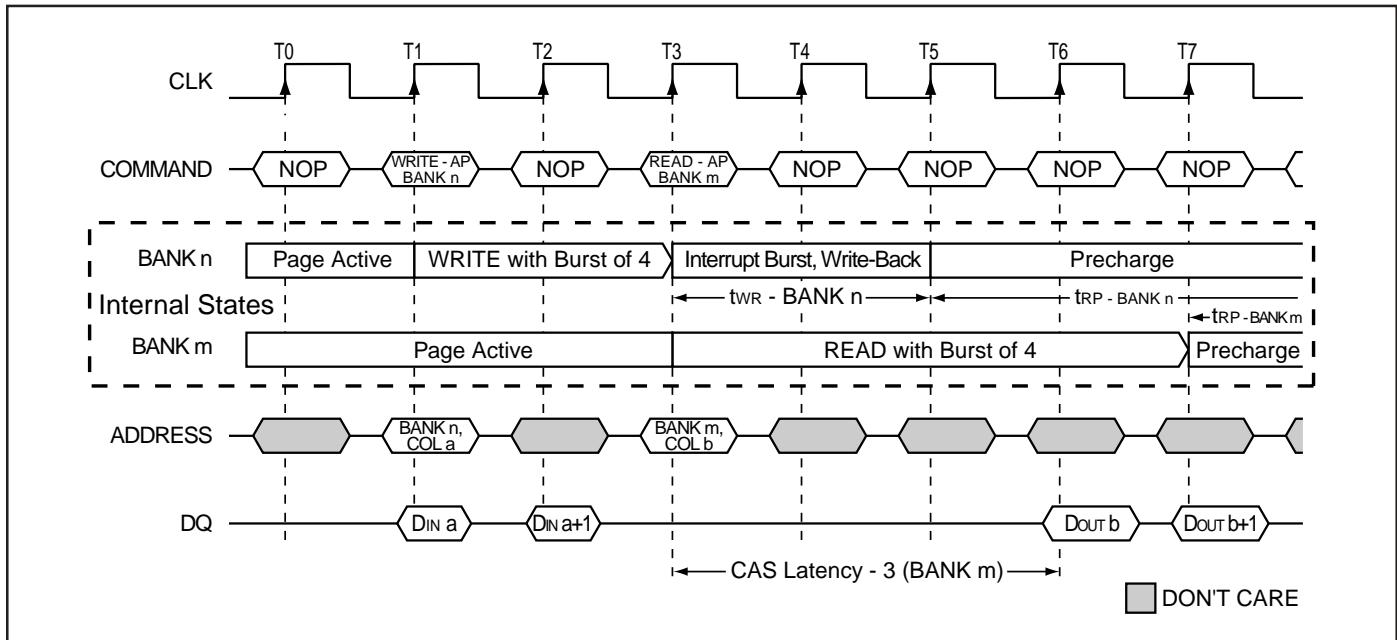 T0 T1 T2 T3 T4 T5 T6 T7
CLK
COMMAND NOP WRITE - AP BANK n NOP READ - AP BANK m NOP NOP NOP NOP
BANK n Page Active WRITE with Burst of 4 Interrupt Burst, Write-Back Precharge
Internal States tWR - BANK n tRP - BANK n
tRP - BANK m
BANK m Page Active READ with Burst of 4 Precharge
ADDRESS BANK n, COL a BANK m, COL b
DQ DIN a DIN a+1 DOUT b DOUT b+1
CAS Latency - 3 (BANK m)
DON'T CARE